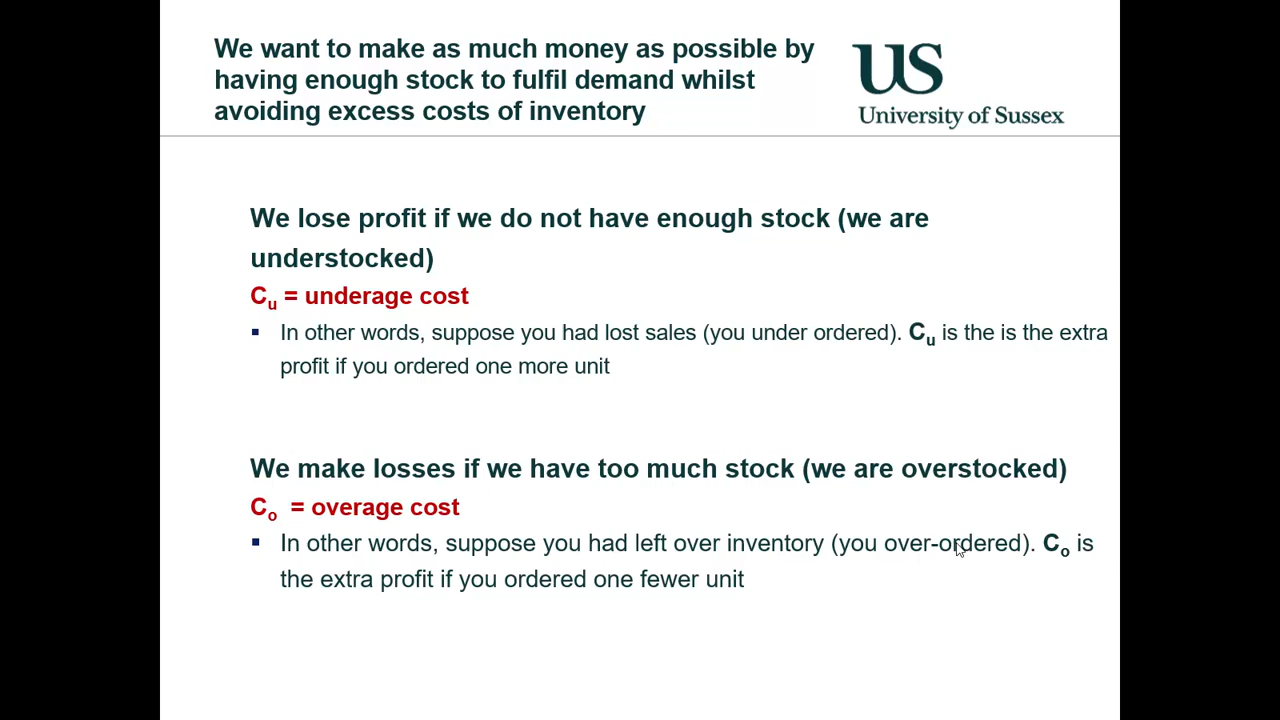 We want to make as much money as possible by
having enough stock to fulfil demand whilst
avoiding excess costs of inventory
US
University of Sussex
We lose profit if we do not have enough stock (we are
understocked)
Cu = underage cost
▪ In other words, suppose you had lost sales (you under ordered). Cu is the is the extra
profit if you ordered one more unit
We make losses if we have too much stock (we are overstocked)
Co = overage cost
▪ In other words, suppose you had left over inventory (you over-ordered). Co is
the extra profit if you ordered one fewer unit